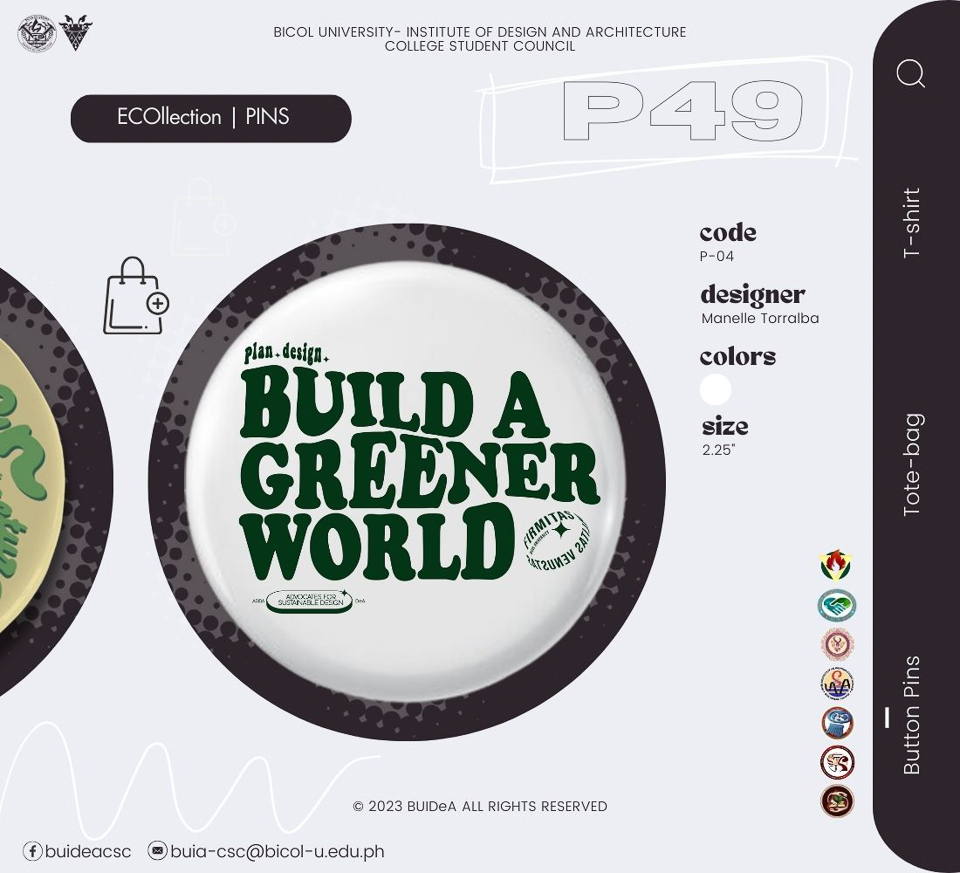 BICOL UNIVERSITY- INSTITUTE OF DESIGN AND ARCHITECTURE
COLLEGE STUDENT COUNCIL
ECOllection | PINS
P49
code
P-04
designer
Manelle Torralba
colors
size
2.25"
plan. design.
BUILD A
GREENER
WORLD
FIRMITAS
VENUSTAS
ADVOCATES FOR
SUSTAINABLE DESIGN
T-shirt
Tote-bag
Button Pins
© 2023 BUIDeA ALL RIGHTS RESERVED
buideacsc
buia-csc@bicol-u.edu.ph